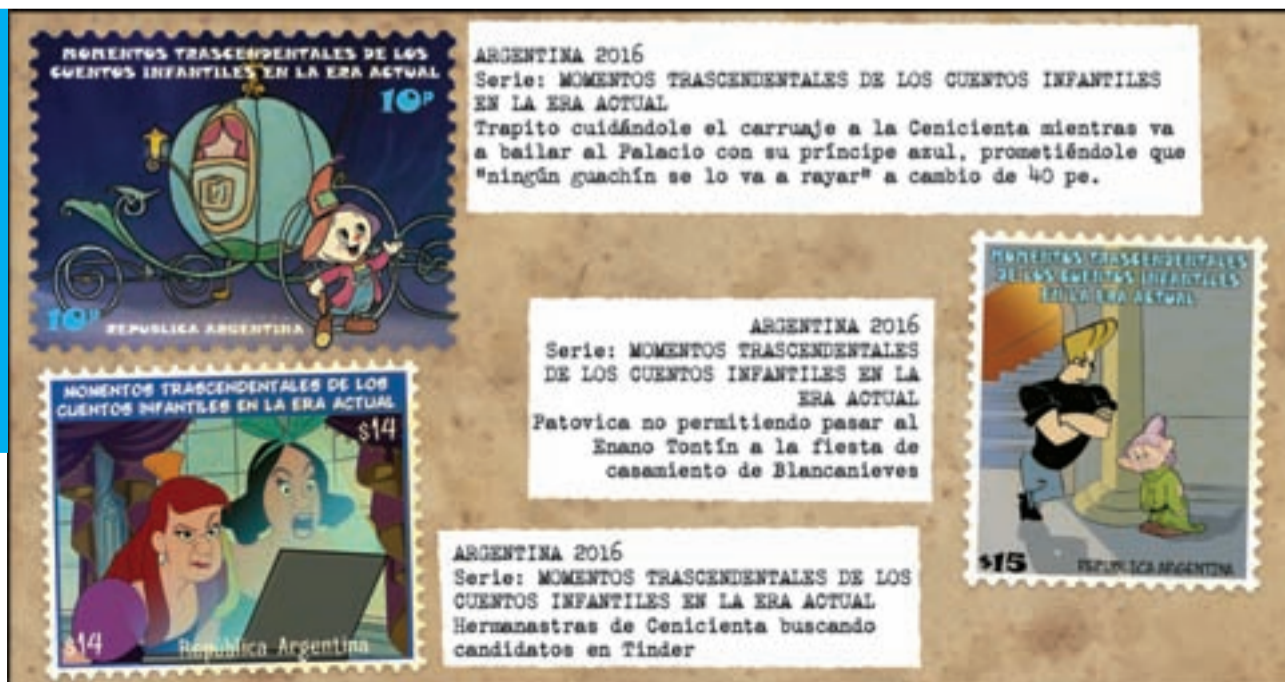 MOMENTOS TRASCENDENTALES DE LOS
CUENTOS INFANTILES EN LA ERA ACTUAL
10P
10P
REPUBLICA ARGENTINA
ARGENTINA 2016
Serie: MOMENTOS TRASCENDENTALES DE LOS CUENTOS INFANTILES
EN LA ERA ACTUAL
Trapito cuidándole el carruaje a la Cenicienta mientras va
a bailar al Palacio con su príncipe azul, prometiéndole que
"ningún guachín se lo va a rayar" a cambio de 40 pe.
MOMENTOS TRASCENDENTALES
DE LOS CUENTOS INFANTILES
EN LA ERA ACTUAL
$15
REPUBLICA ARGENTINA
ARGENTINA 2016
Serie: MOMENTOS TRASCENDENTALES
DE LOS CUENTOS INFANTILES EN LA
ERA ACTUAL
Patovica no permitiendo pasar al
Enano Tontín a la fiesta de
casamiento de Blancanieves
MOMENTOS TRASCENDENTALES DE LOS
CUENTOS INFANTILES EN LA ERA ACTUAL
$14
$14
República Argentina
ARGENTINA 2016
Serie: MOMENTOS TRASCENDENTALES DE LOS
CUENTOS INFANTILES EN LA ERA ACTUAL
Hermanastras de Cenicienta buscando
candidatos en Tinder